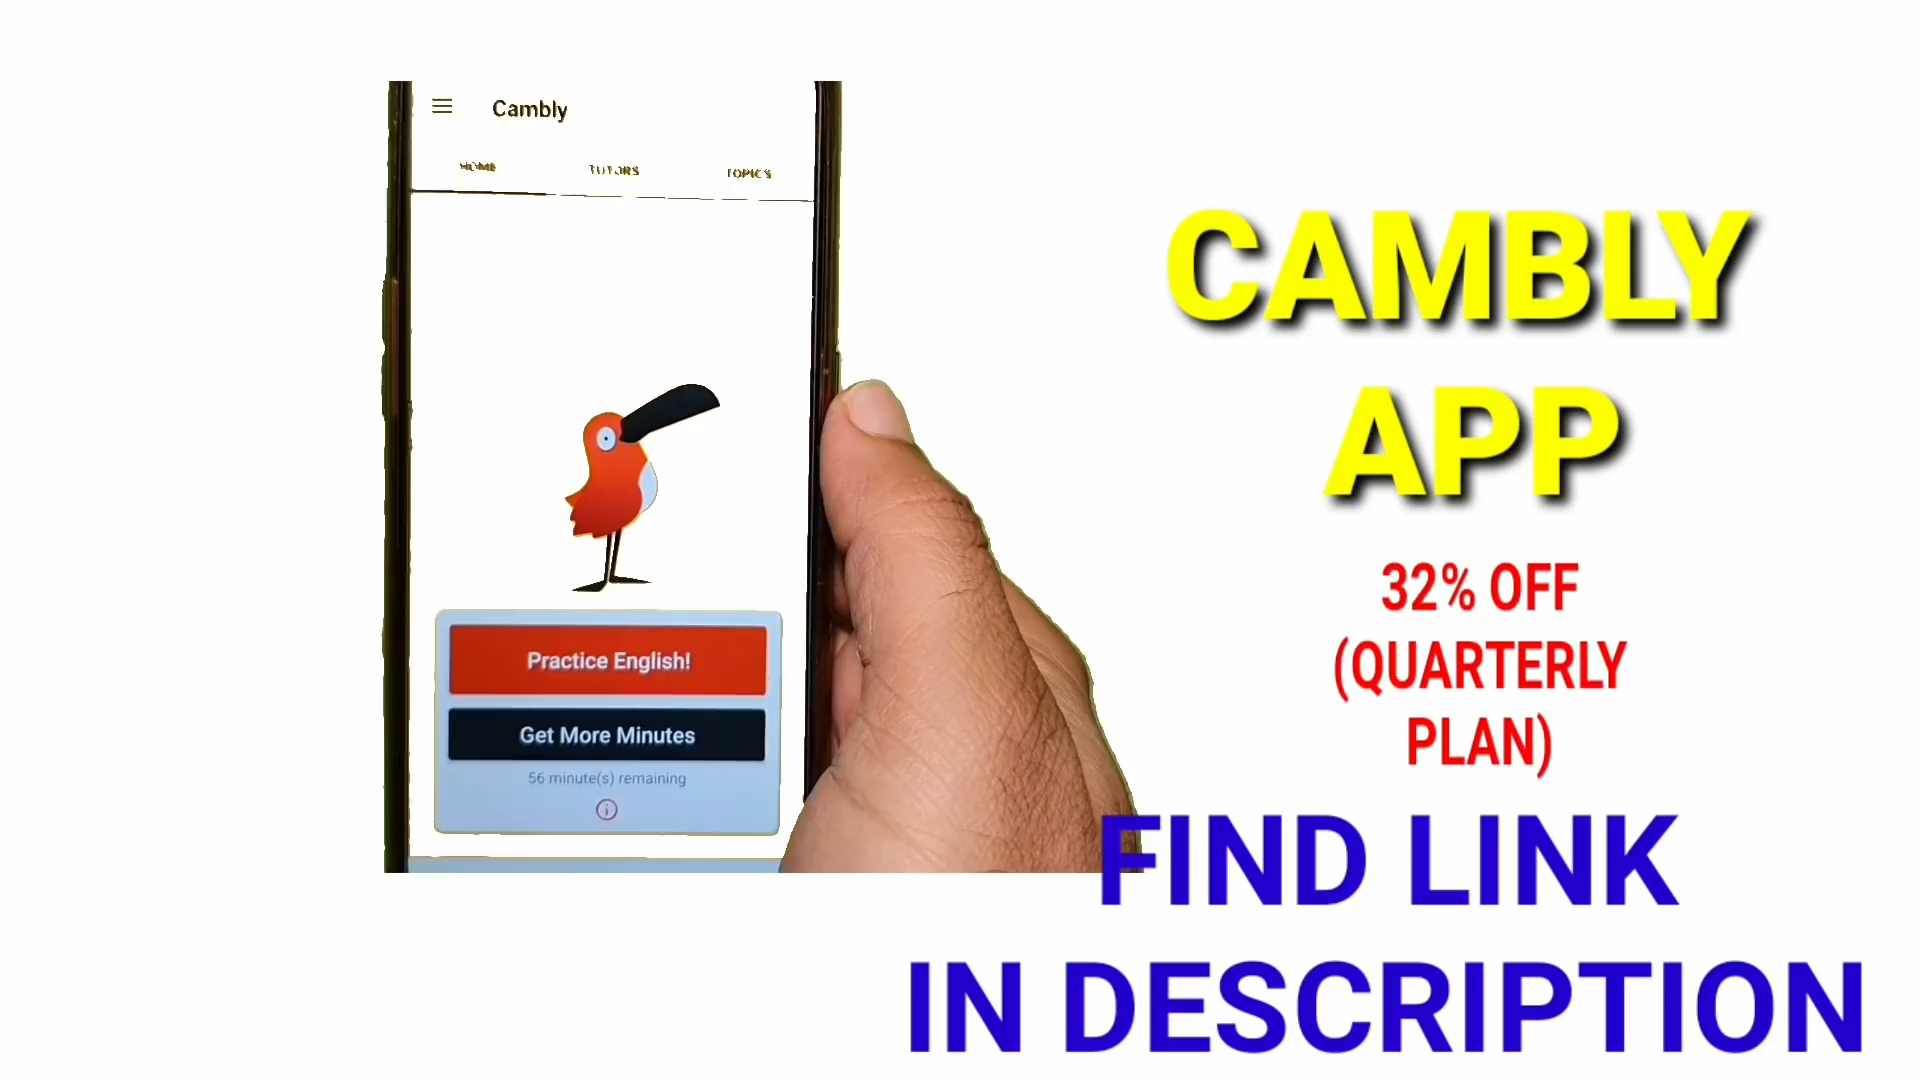 Cambly
HOME TUTORS TOPICS
Practice English!
Get More Minutes
56 minute(s) remaining
CAMBLY
APP
32% OFF
(QUARTERLY
PLAN)
FIND LINK
IN DESCRIPTION